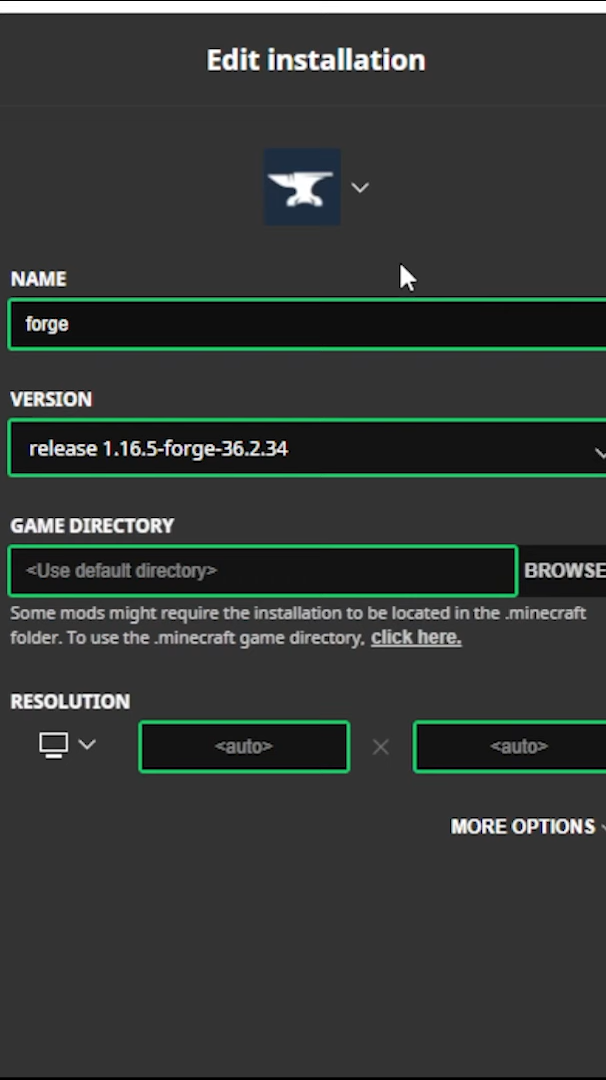 Edit installation
NAME
forge
VERSION
release 1.16.5-forge-36.2.34
GAME DIRECTORY
<Use default directory> BROWSE
Some mods might require the installation to be located in the .minecraft
folder. To use the .minecraft game directory, click here.
RESOLUTION
<auto> × <auto>
MORE OPTIONS